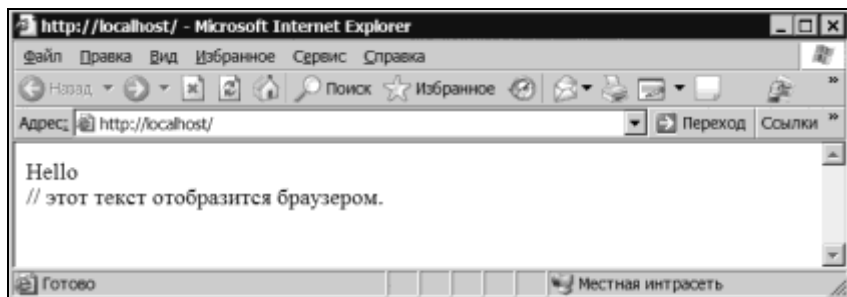 http://localhost/ - Microsoft Internet Explorer
Файл Правка Вид Избранное Сервис Справка
Назад Поиск Избранное »
Адрес: http://localhost/ Переход Ссылки »
Hello
// этот текст отобразится браузером.
Готово Местная интрасеть